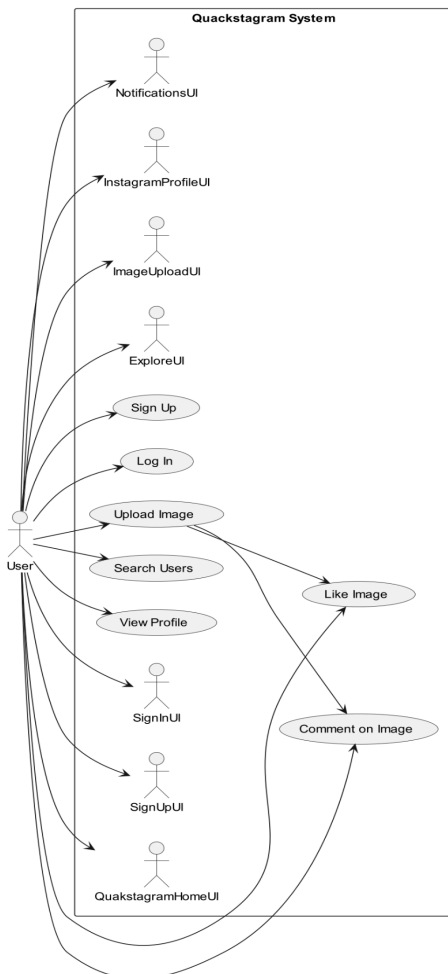 Quackstagram System
NotificationsUI
InstagramProfileUI
ImageUploadUI
ExploreUI
Sign Up
Log In
Upload Image
User
Search Users
Like Image
View Profile
SignInUI
Comment on Image
SignUpUI
QuakstagramHomeUI